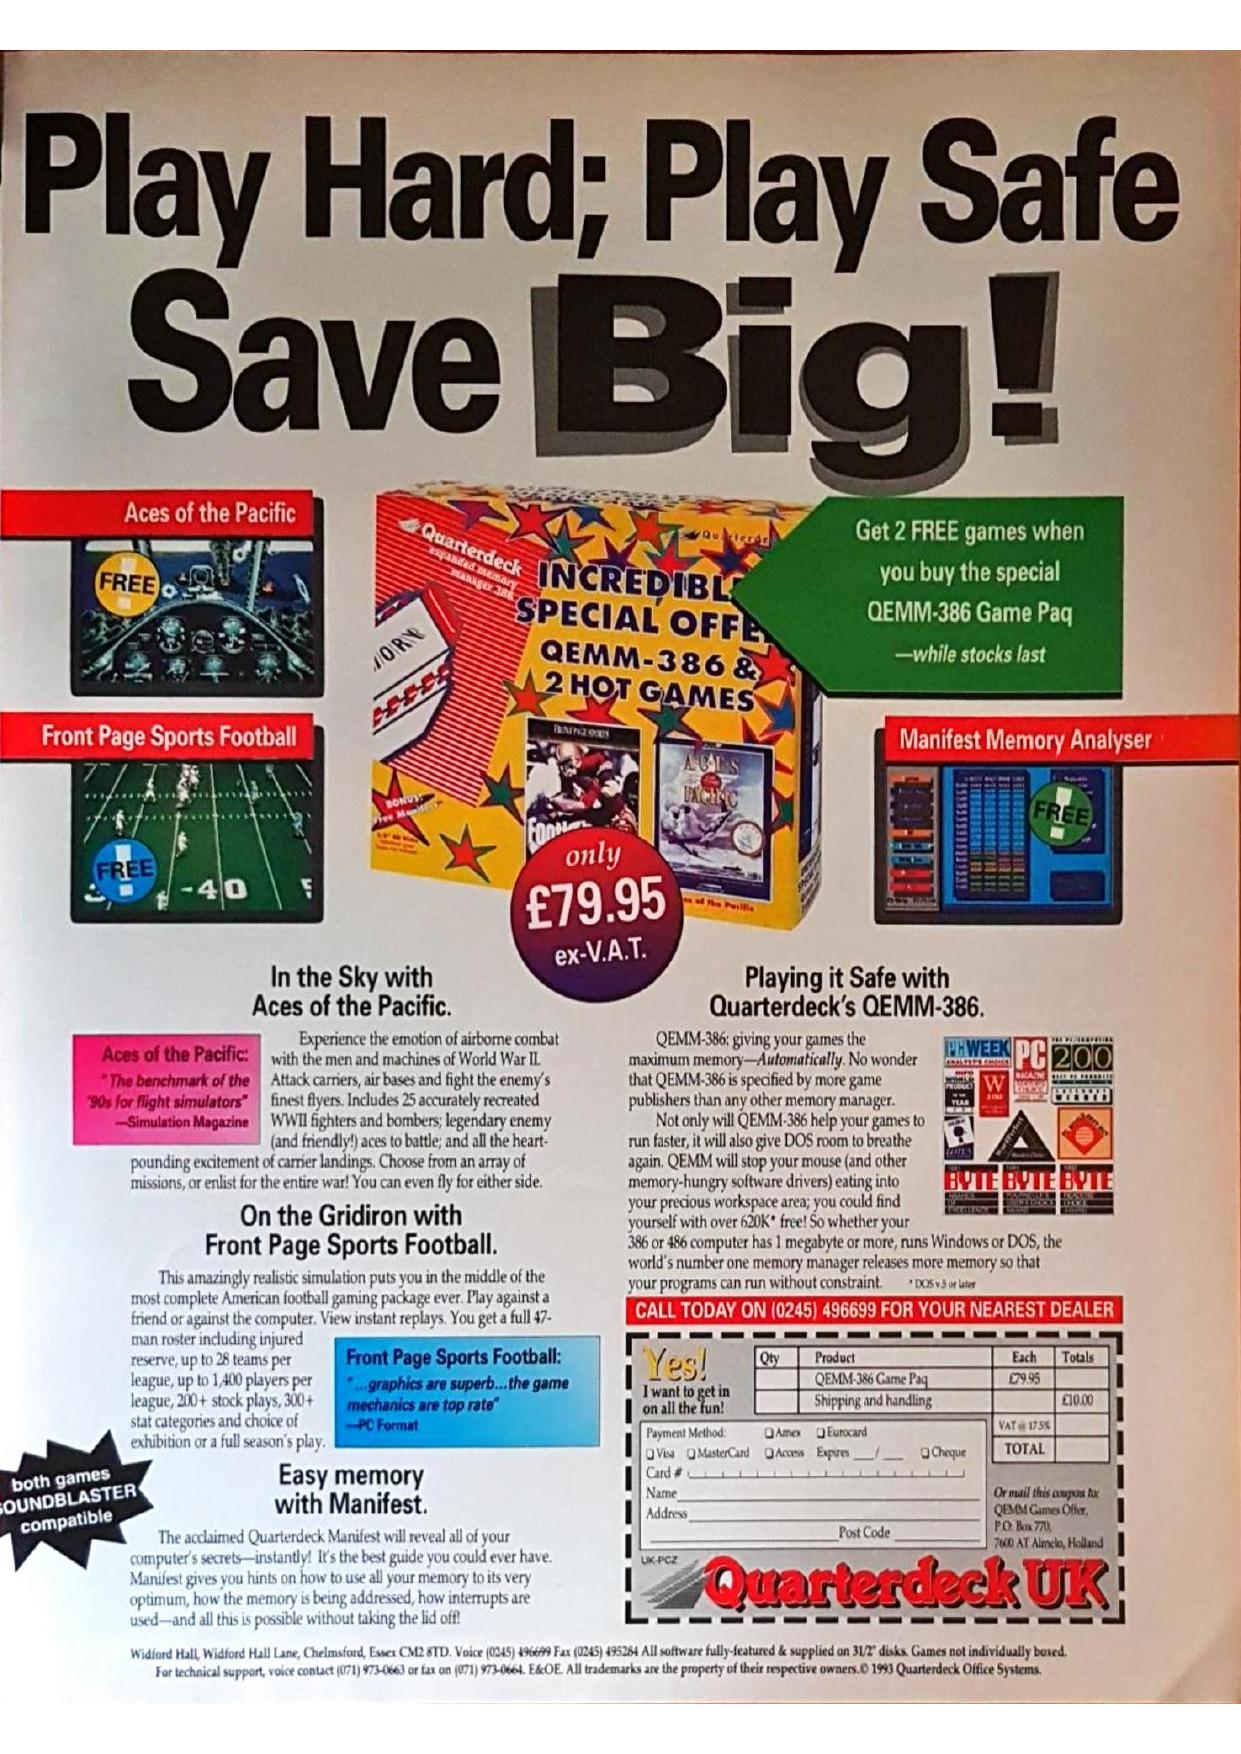 Play Hard; Play Safe
Save Big!
Aces of the Pacific
FREE
Front Page Sports Football
FREE
-40
Quarterdeck
expanded memory
manager 386
INCREDIBL
SPECIAL OFFE
QEMM-386 &
2 HOT GAMES
FRONT PAGE SPORTS
ACES
PACIFIC
BONUS!
Get 2 FREE games when
you buy the special
QEMM-386 Game Paq
—while stocks last
Manifest Memory Analyser
FREE
only
£79.95
ex-V.A.T.
In the Sky with
Aces of the Pacific.
Aces of the Pacific:
"The benchmark of the
'90s for flight simulators"
—Simulation Magazine
Experience the emotion of airborne combat
with the men and machines of World War II.
Attack carriers, air bases and fight the enemy's
finest flyers. Includes 25 accurately recreated
WWII fighters and bombers; legendary enemy
(and friendly!) aces to battle; and all the heart-
pounding excitement of carrier landings. Choose from an array of
missions, or enlist for the entire war! You can even fly for either side.
On the Gridiron with
Front Page Sports Football.
This amazingly realistic simulation puts you in the middle of the
most complete American football gaming package ever. Play against a
friend or against the computer. View instant replays. You get a full 47-
man roster including injured
reserve, up to 28 teams per
league, up to 1,400 players per
league, 200+ stock plays, 300+
stat categories and choice of
exhibition or a full season's play.
Front Page Sports Football:
"...graphics are superb...the game
mechanics are top rate"
—PC Format
both games
OUNDBLASTER
compatible
Easy memory
with Manifest.
The acclaimed Quarterdeck Manifest will reveal all of your
computer's secrets—instantly! It's the best guide you could ever have.
Manifest gives you hints on how to use all your memory to its very
optimum, how the memory is being addressed, how interrupts are
used—and all this is possible without taking the lid off!
Playing it Safe with
Quarterdeck's QEMM-386.
QEMM-386; giving your games the
maximum memory—Automatically. No wonder
that QEMM-386 is specified by more game
publishers than any other memory manager.
Not only will QEMM-386 help your games to
run faster, it will also give DOS room to breathe
again. QEMM will stop your mouse (and other
memory-hungry software drivers) eating into
your precious workspace area; you could find
yourself with over 620K* free! So whether your
386 or 486 computer has 1 megabyte or more, runs Windows or DOS, the
world's number one memory manager releases more memory so that
your programs can run without constraint. * DOS v.5 or later
PC WEEK
PC
MAGAZINE
200
BYTE BYTE BYTE
CALL TODAY ON (0245) 496699 FOR YOUR NEAREST DEALER
Yes!
I want to get in
on all the fun!
Qty Product Each Totals
QEMM-386 Game Paq £79.95
Shipping and handling £10.00
VAT @ 17.5%
TOTAL
Payment Method: Amex Eurocard
Visa MasterCard Access Expires __/__ Cheque
Card #
Name
Address
Post Code
Or mail this coupon to:
QEMM Games Offer,
P.O. Box 770,
7600 AT Almelo, Holland
UK-PCZ
Quarterdeck UK
Widford Hall, Widford Hall Lane, Chelmsford, Essex CM2 8TD. Voice (0245) 496699 Fax (0245) 495284 All software fully-featured & supplied on 31/2" disks. Games not individually boxed.
For technical support, voice contact (071) 973-0663 or fax on (071) 973-0664. E&OE. All trademarks are the property of their respective owners.© 1993 Quarterdeck Office Systems.